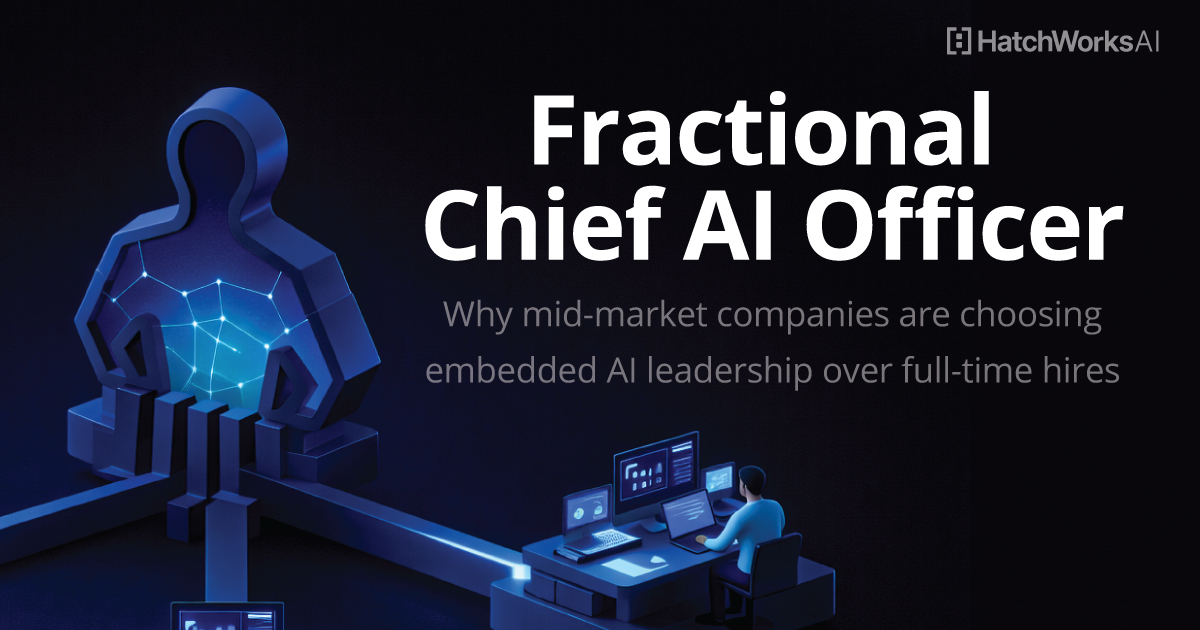 HatchWorksAI
Fractional
Chief AI Officer
Why mid-market companies are choosing
embedded AI leadership over full-time hires